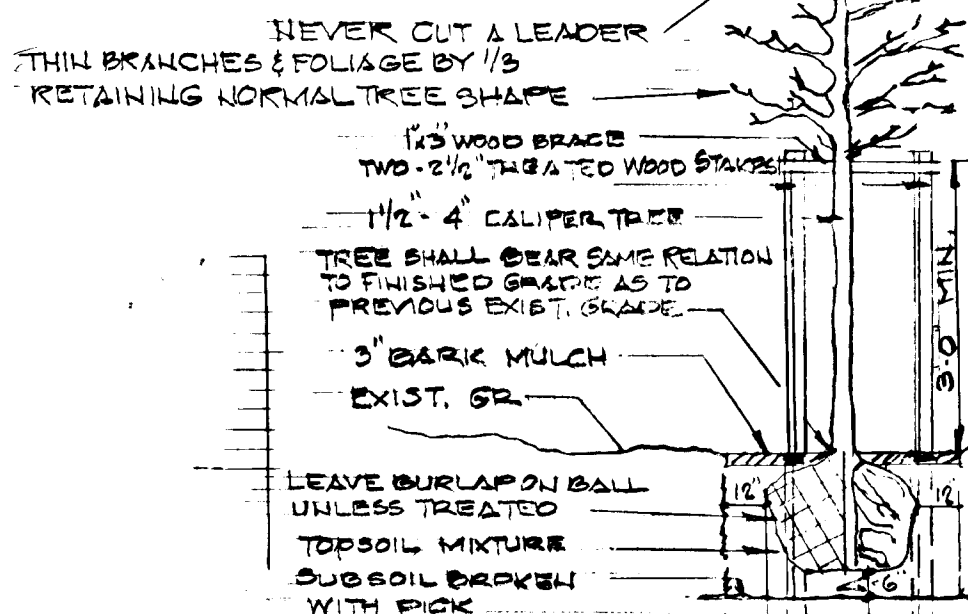 NEVER CUT A LEADER
THIN BRANCHES & FOLIAGE BY 1/3
RETAINING NORMAL TREE SHAPE
1"x3" WOOD BRACE
TWO - 2 1/2" TREATED WOOD STAKES
1 1/2" - 4" CALIPER TREE
TREE SHALL BEAR SAME RELATION
TO FINISHED GRADE AS TO
PREVIOUS EXIST. GRADE
3'-0" MIN.
3" BARK MULCH
EXIST. GR.
LEAVE BURLAP ON BALL
UNLESS TREATED
12"
12
TOPSOIL MIXTURE
SUBSOIL BROKEN
WITH PICK
6"